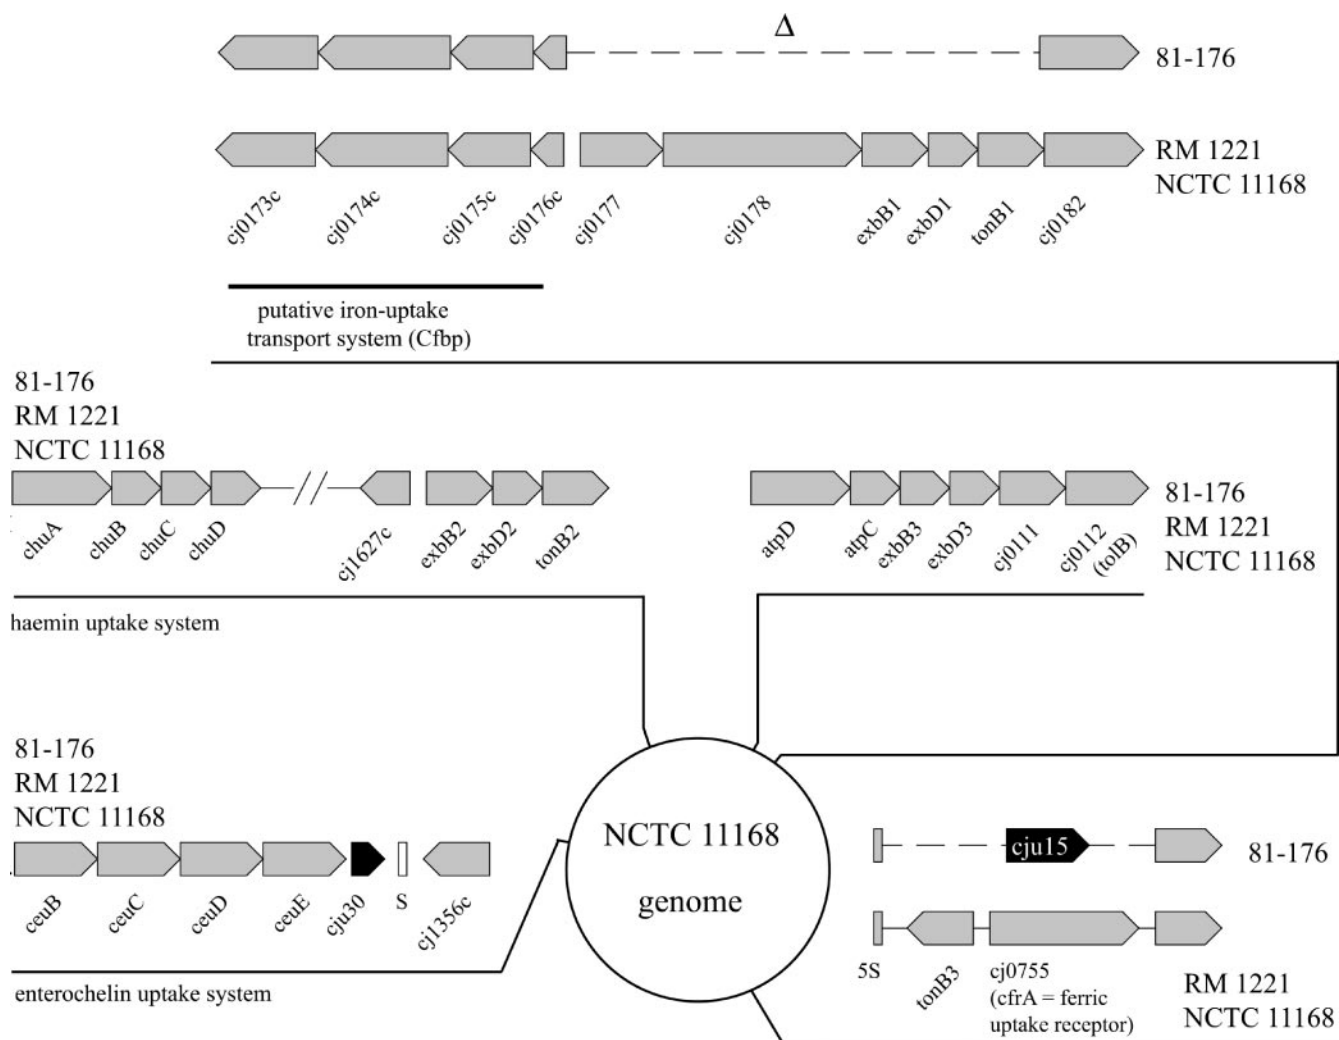 Δ
81-176
RM 1221
NCTC 11168
cj0173c
cj0174c
cj0175c
cj0176c
cj0177
cj0178
exbB1
exbD1
tonB1
cj0182
putative iron-uptake
transport system (Cfbp)
81-176
RM 1221
NCTC 11168
chuA
chuB
chuC
chuD
cj1627c
exbB2
exbD2
tonB2
haemin uptake system
atpD
atpC
exbB3
exbD3
cj0111
cj0112
(tolB)
81-176
RM 1221
NCTC 11168
81-176
RM 1221
NCTC 11168
ceuB
ceuC
ceuD
ceuE
cju30
S
cj1356c
enterochelin uptake system
NCTC 11168
genome
cju15
81-176
5S
tonB3
cj0755
(cfrA = ferric
uptake receptor)
RM 1221
NCTC 11168